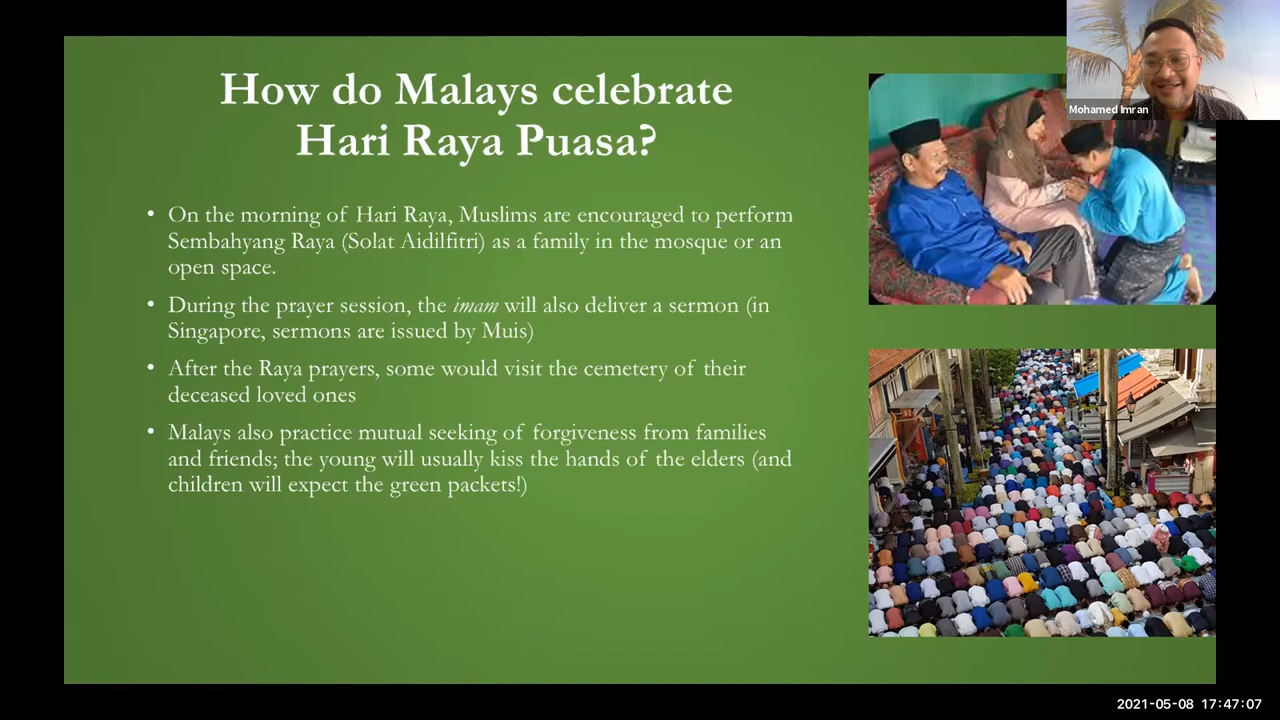 How do Malays celebrate
Hari Raya Puasa?
• On the morning of Hari Raya, Muslims are encouraged to perform
Sembahyang Raya (Solat Aidilfitri) as a family in the mosque or an
open space.
• During the prayer session, the imam will also deliver a sermon (in
Singapore, sermons are issued by Muis)
• After the Raya prayers, some would visit the cemetery of their
deceased loved ones
• Malays also practice mutual seeking of forgiveness from families
and friends; the young will usually kiss the hands of the elders (and
children will expect the green packets!)
Mohamed Imran
2021-05-08 17:47:07